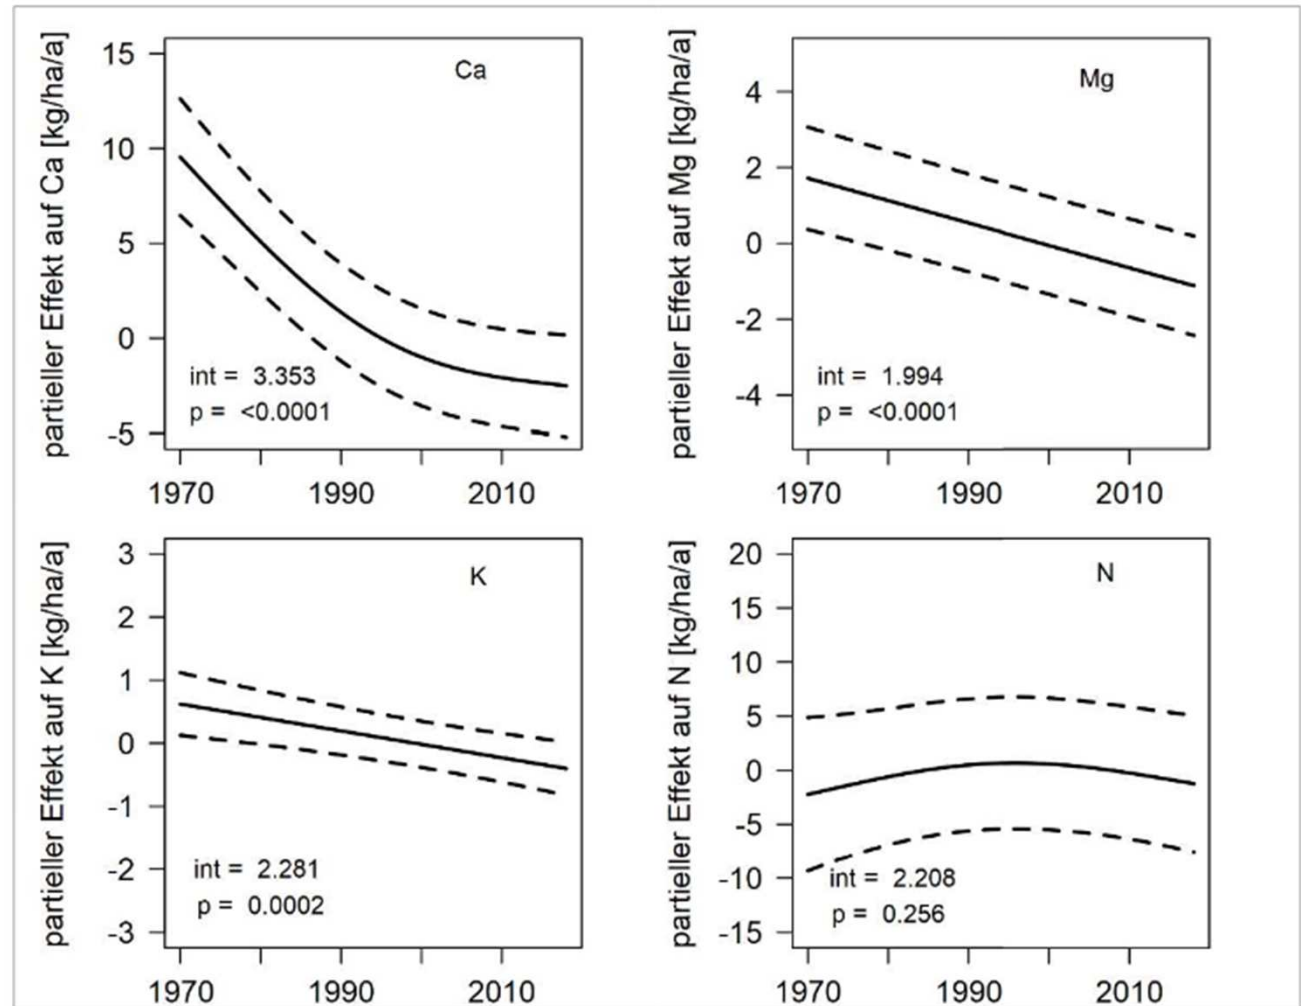 partieller Effekt auf Ca [kg/ha/a]
15
10
5
0
-5
Ca
int = 3.353
p = <0.0001
1970
1990
2010
partieller Effekt auf Mg [kg/ha/a]
4
2
0
-2
-4
Mg
int = 1.994
p = <0.0001
1970
1990
2010
partieller Effekt auf K [kg/ha/a]
3
2
1
0
-1
-2
-3
K
int = 2.281
p = 0.0002
1970
1990
2010
partieller Effekt auf N [kg/ha/a]
20
15
10
5
0
-5
-10
-15
N
int = 2.208
p = 0.256
1970
1990
2010